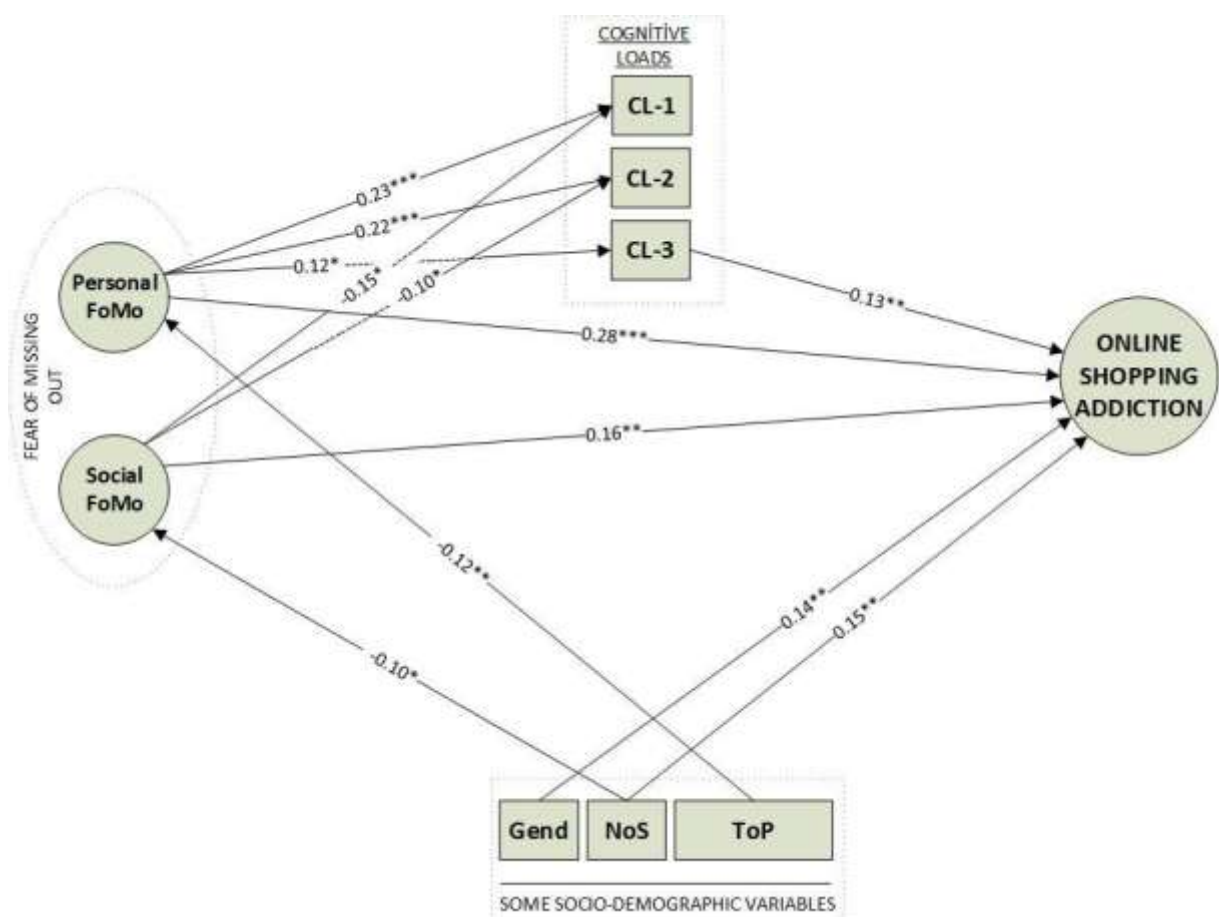 COGNİTİVE
LOADS
CL-1
CL-2
CL-3
0.23***
0.22***
0.12*
-0.15*
-0.10*
0.13**
FEAR OF MISSING
OUT
Personal
FoMo
Social
FoMo
0.28***
0.16**
ONLINE
SHOPPING
ADDICTION
-0.12**
-0.10*
0.14**
0.15**
Gend
NoS
ToP
SOME SOCIO-DEMOGRAPHIC VARIABLES